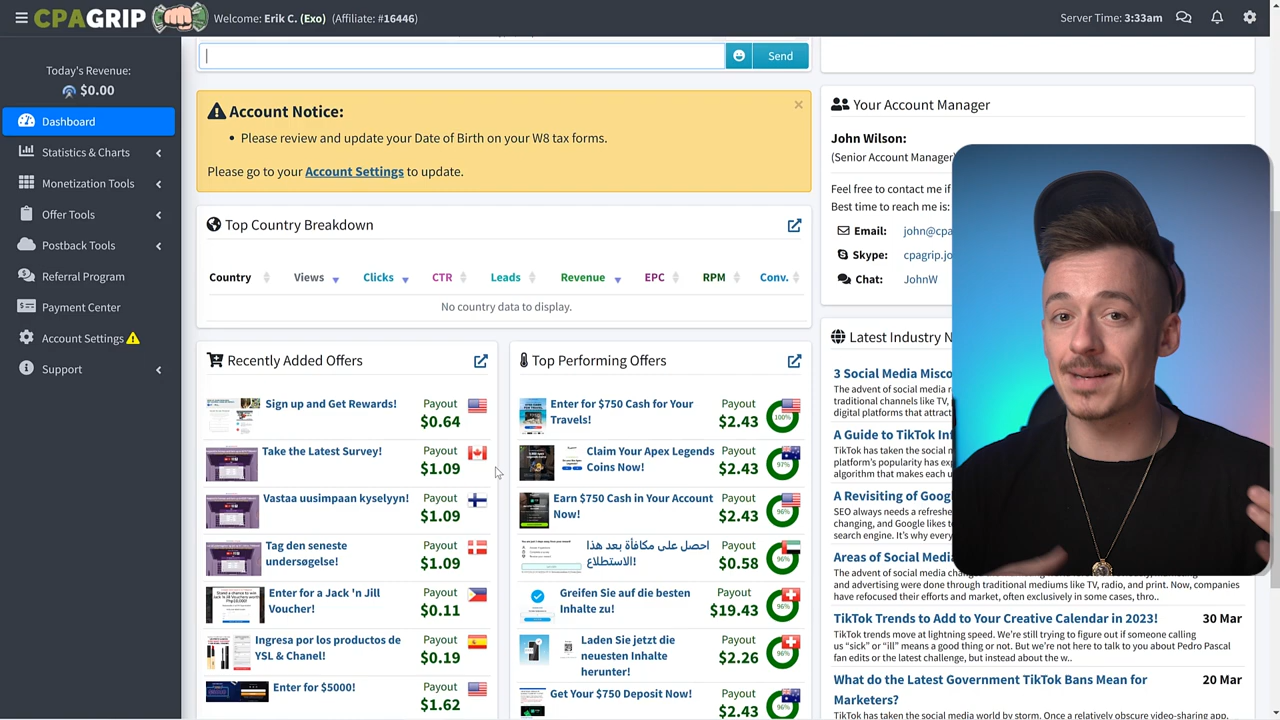 CPAGRIP
Welcome: Erik C. (Exo) (Affiliate: #16446)
Server Time: 3:33am
Today's Revenue:
$0.00
Dashboard
Statistics & Charts
Monetization Tools
Offer Tools
Postback Tools
Referral Program
Payment Center
Account Settings
Support
Send
Account Notice:
• Please review and update your Date of Birth on your W8 tax forms.
Please go to your Account Settings to update.
Top Country Breakdown
Country Views Clicks CTR Leads Revenue EPC RPM Conv.
No country data to display.
Recently Added Offers
Sign up and Get Rewards!
Payout
$0.64
Take the Latest Survey!
Payout
$1.09
Vastaa uusimpaan kyselyyn!
Payout
$1.09
Tag den seneste
undersøgelse!
Payout
$1.09
Enter for a Jack 'n Jill
Voucher!
Payout
$0.11
Ingresa por los productos de
YSL & Chanel!
Payout
$0.19
Enter for $5000!
Payout
$1.62
Top Performing Offers
Enter for $750 Cash for Your
Travels!
Payout
$2.43
100%
Claim Your Apex Legends
Coins Now!
Payout
$2.43
97%
Earn $750 Cash in Your Account
Now!
Payout
$2.43
96%
احصل على مكافأة بعد هذا
الاستطلاع!
Payout
$0.58
96%
Greifen Sie auf die besten
Inhalte zu!
Payout
$19.43
96%
Laden Sie jetzt die
neuesten Inhalte
herunter!
Payout
$2.26
96%
Get Your $750 Deposit Now!
Payout
$2.43
96%
Your Account Manager
John Wilson:
(Senior Account Manager)
Feel free to contact me if
Best time to reach me is:
Email: john@cpa
Skype: cpagrip.jo
Chat: JohnW
Latest Industry N
3 Social Media Misco
The advent of social media
traditional channels like TV,
digital platforms that attract
A Guide to TikTok In
TikTok has taken the social
platform's popularity has exp
algorithm that makes each u
A Revisiting of Goog
SEO always needs a refreshe
changing, and Google likes t
search engine. It's why every
Areas of Social Medi
The advent of social media
and advertising were done through traditional mediums like TV, radio, and print. Now, companies
have refocused their efforts and market, often exclusively in some cases, thro..
TikTok Trends to Add to Your Creative Calendar in 2023!
30 Mar
TikTok trends move at lightning speed. We're still trying to figure out if someone calling
us “sick” or “ill” means a good thing or not. But we're not here to talk to you about Pedro Pascal
fan edits or the latest challenge, but instead about the w..
What do the Latest Government TikTok Bans Mean for
Marketers?
20 Mar
TikTok has taken the social media world by storm. Once a relatively obscure video-sharing app,